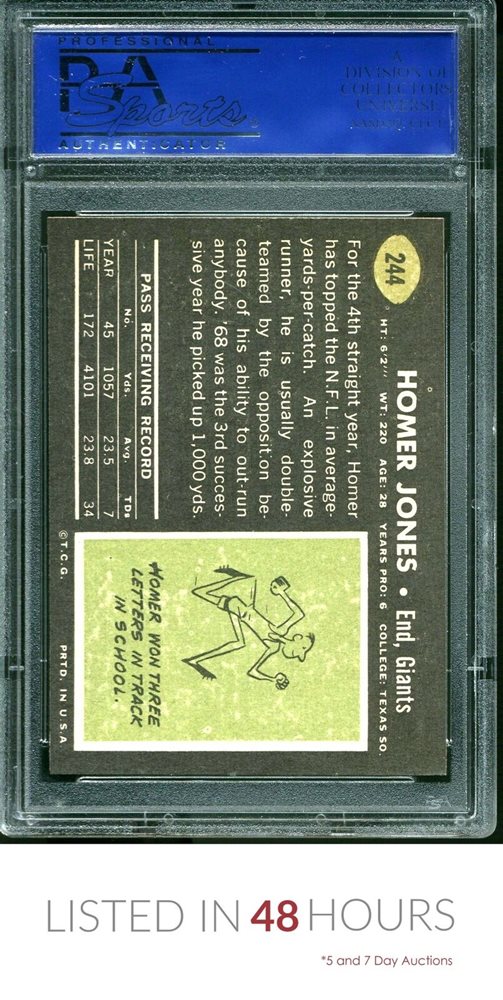 PROFESSIONAL
PSA
Sports
AUTHENTICATOR
A
DIVISION OF
COLLECTORS
UNIVERSE
NASDAQ: CLCT
244
HOMER JONES • End, Giants
HT: 6'2"' WT: 220 AGE: 28 YEARS PRO: 6 COLLEGE: TEXAS SO.
For the 4th straight year, Homer
has topped the N.F.L. in average-
yards-per-catch. An explosive
runner, he is usually double-
teamed by the opposition be-
cause of his ability to out-run
anybody. '68 was the 3rd succes-
sive year he picked up 1,000 yds.
PASS RECEIVING RECORD
No. Yds. Avg. TDs
YEAR 45 1057 23.5 7
LIFE 172 4101 23.8 34
HOMER WON THREE
LETTERS IN TRACK
IN SCHOOL.
©T.C.G. PRTD. IN U.S.A
LISTED IN 48 HOURS
*5 and 7 Day Auctions